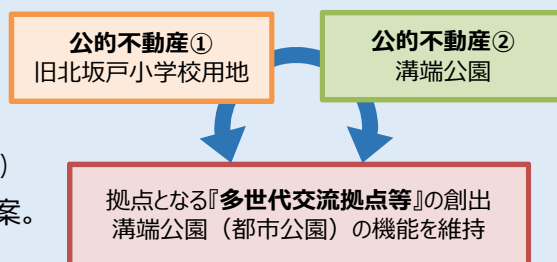 公的不動産①
旧北坂戸小学校用地
公的不動産②
溝端公園
）
案。
拠点となる『多世代交流拠点等』の創出
溝端公園（都市公園）の機能を維持